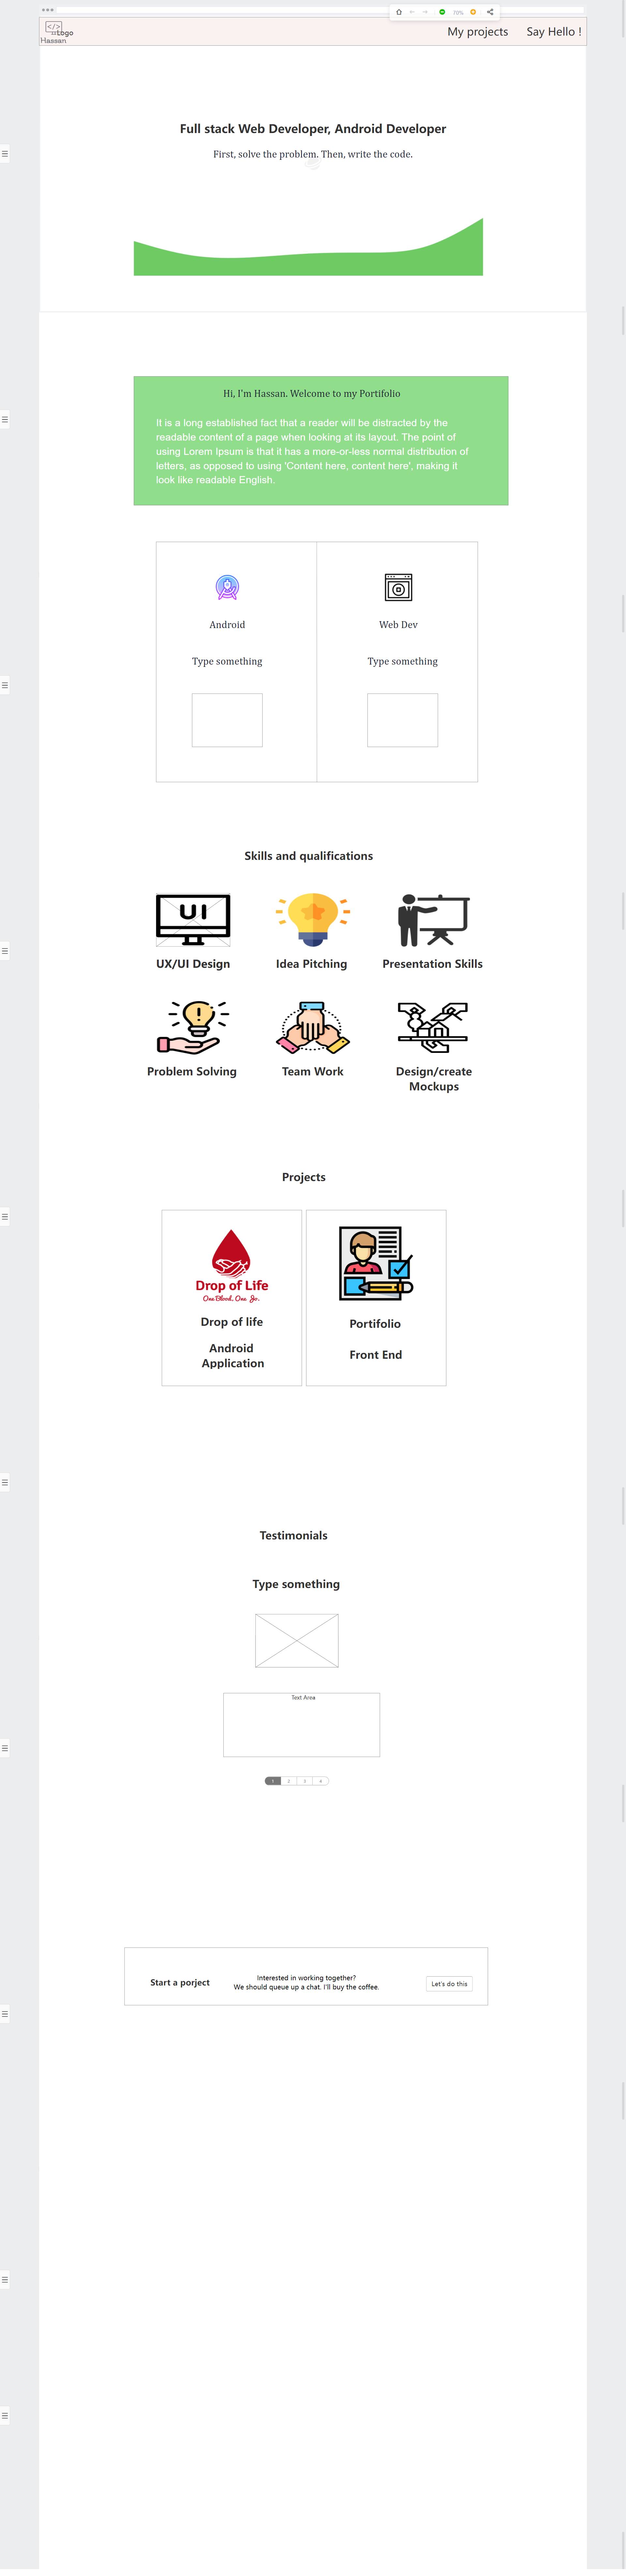 70%
</>
::tbgo
Hassan
My projects
Say Hello !
Full stack Web Developer, Android Developer
First, solve the problem. Then, write the code.
Hi, I'm Hassan. Welcome to my Portifolio
It is a long established fact that a reader will be distracted by the
readable content of a page when looking at its layout. The point of
using Lorem Ipsum is that it has a more-or-less normal distribution of
letters, as opposed to using 'Content here, content here', making it
look like readable English.
Android
Web Dev
Type something
Type something
Skills and qualifications
UI
UX/UI Design
Idea Pitching
Presentation Skills
Problem Solving
Team Work
Design/create
Mockups
Projects
Drop of Life
One Blood. One Jo.
Drop of life
Android
Application
Portifolio
Front End
Testimonials
Type something
Text Area
1 2 3 4
Start a porject
Interested in working together?
We should queue up a chat. I'll buy the coffee.
Let's do this